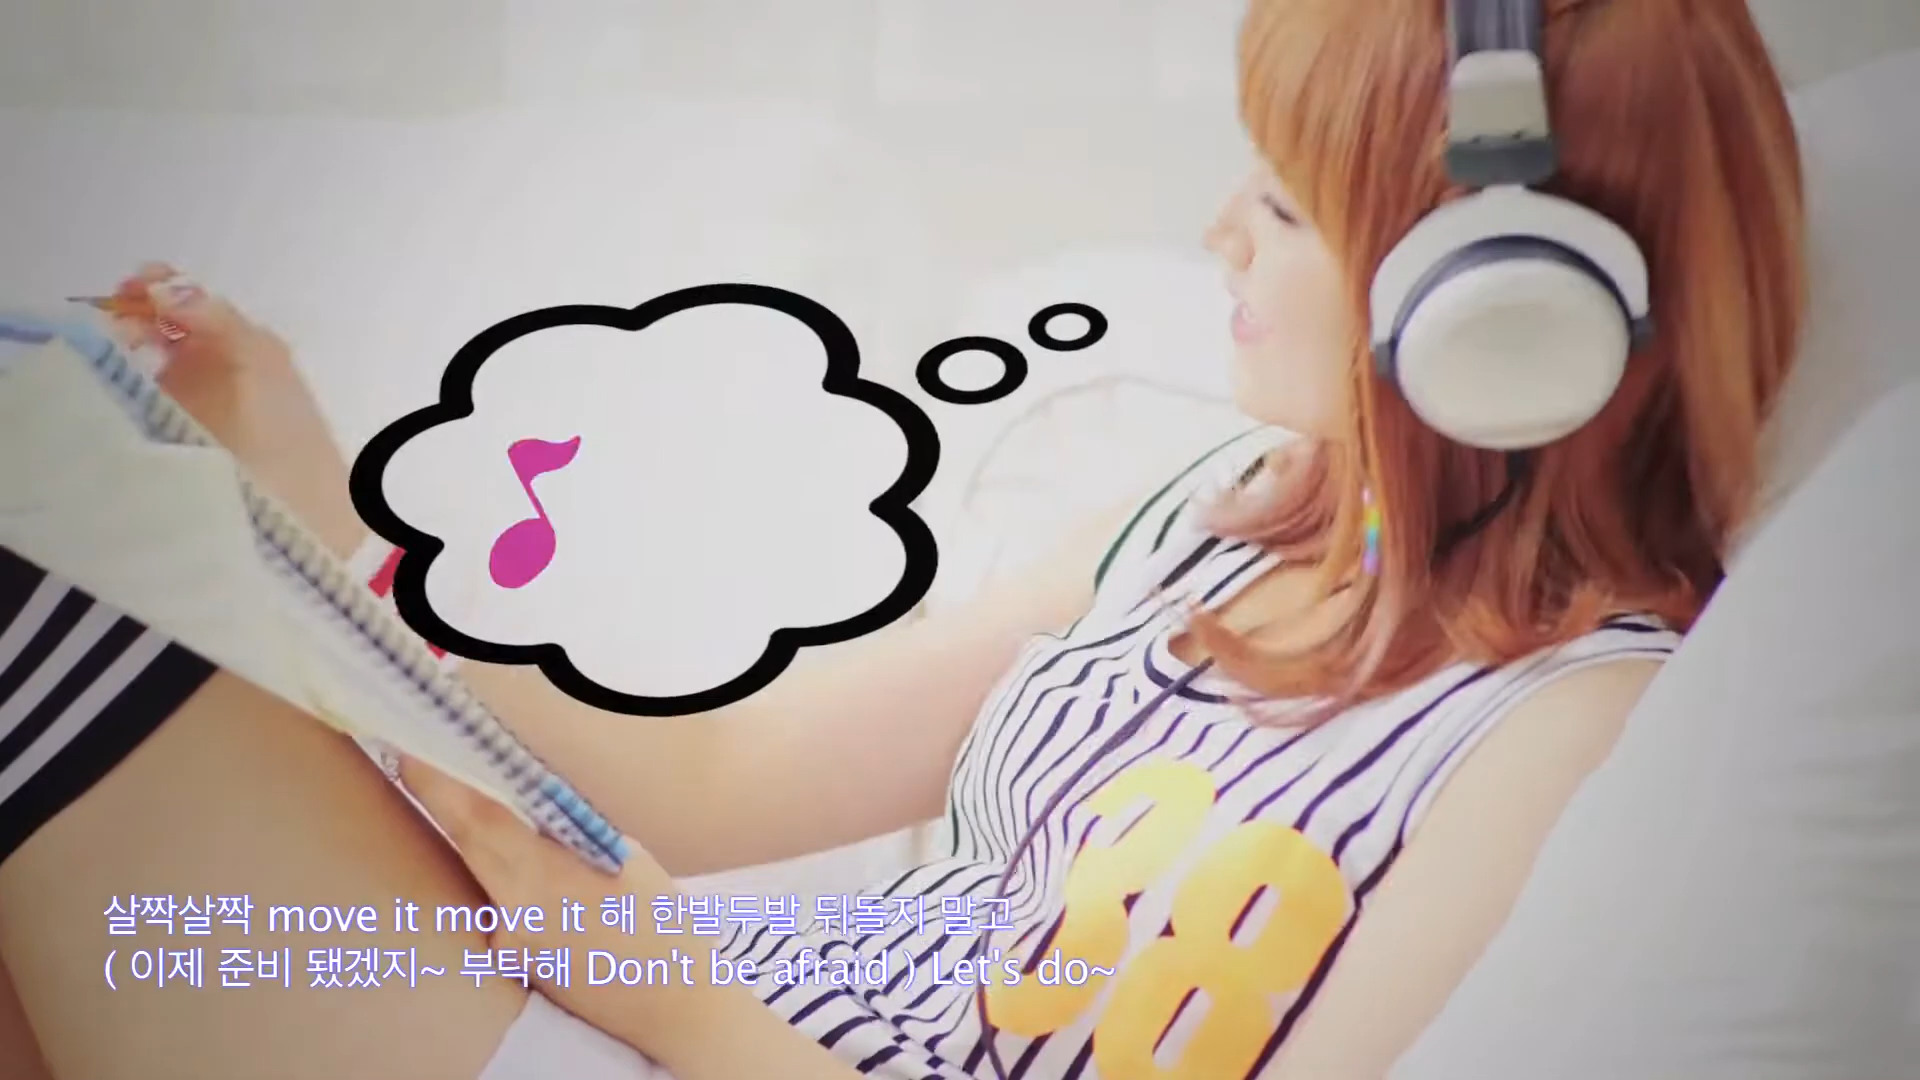 살짝살짝 move it move it 해 한발두발 뒤돌지 말고
( 이제 준비 됐겠지~ 부탁해 Don't be afraid ) Let's do~